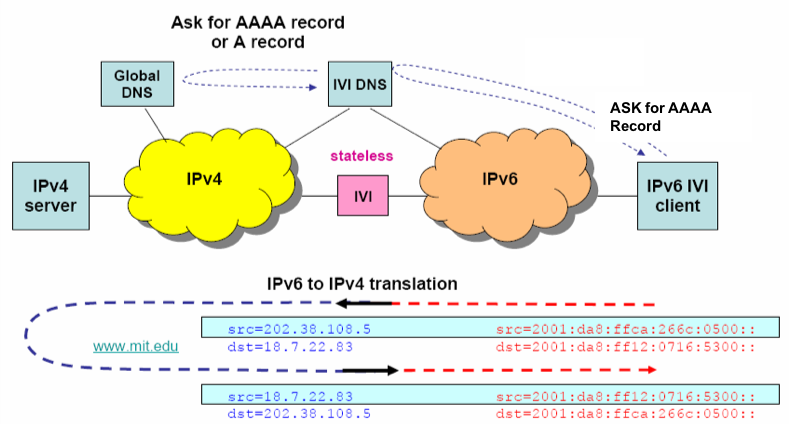 Ask for AAAA record
or A record
Global
DNS
IVI DNS
ASK for AAAA
Record
stateless
IPv4
server
IPv4
IVI
IPv6
IPv6 IVI
client
IPv6 to IPv4 translation
src=202.38.108.5 src=2001:da8:ffca:266c:0500::
www.mit.edu
dst=18.7.22.83 dst=2001:da8:ff12:0716:5300::
src=18.7.22.83 src=2001:da8:ff12:0716:5300::
dst=202.38.108.5 dst=2001:da8:ffca:266c:0500::